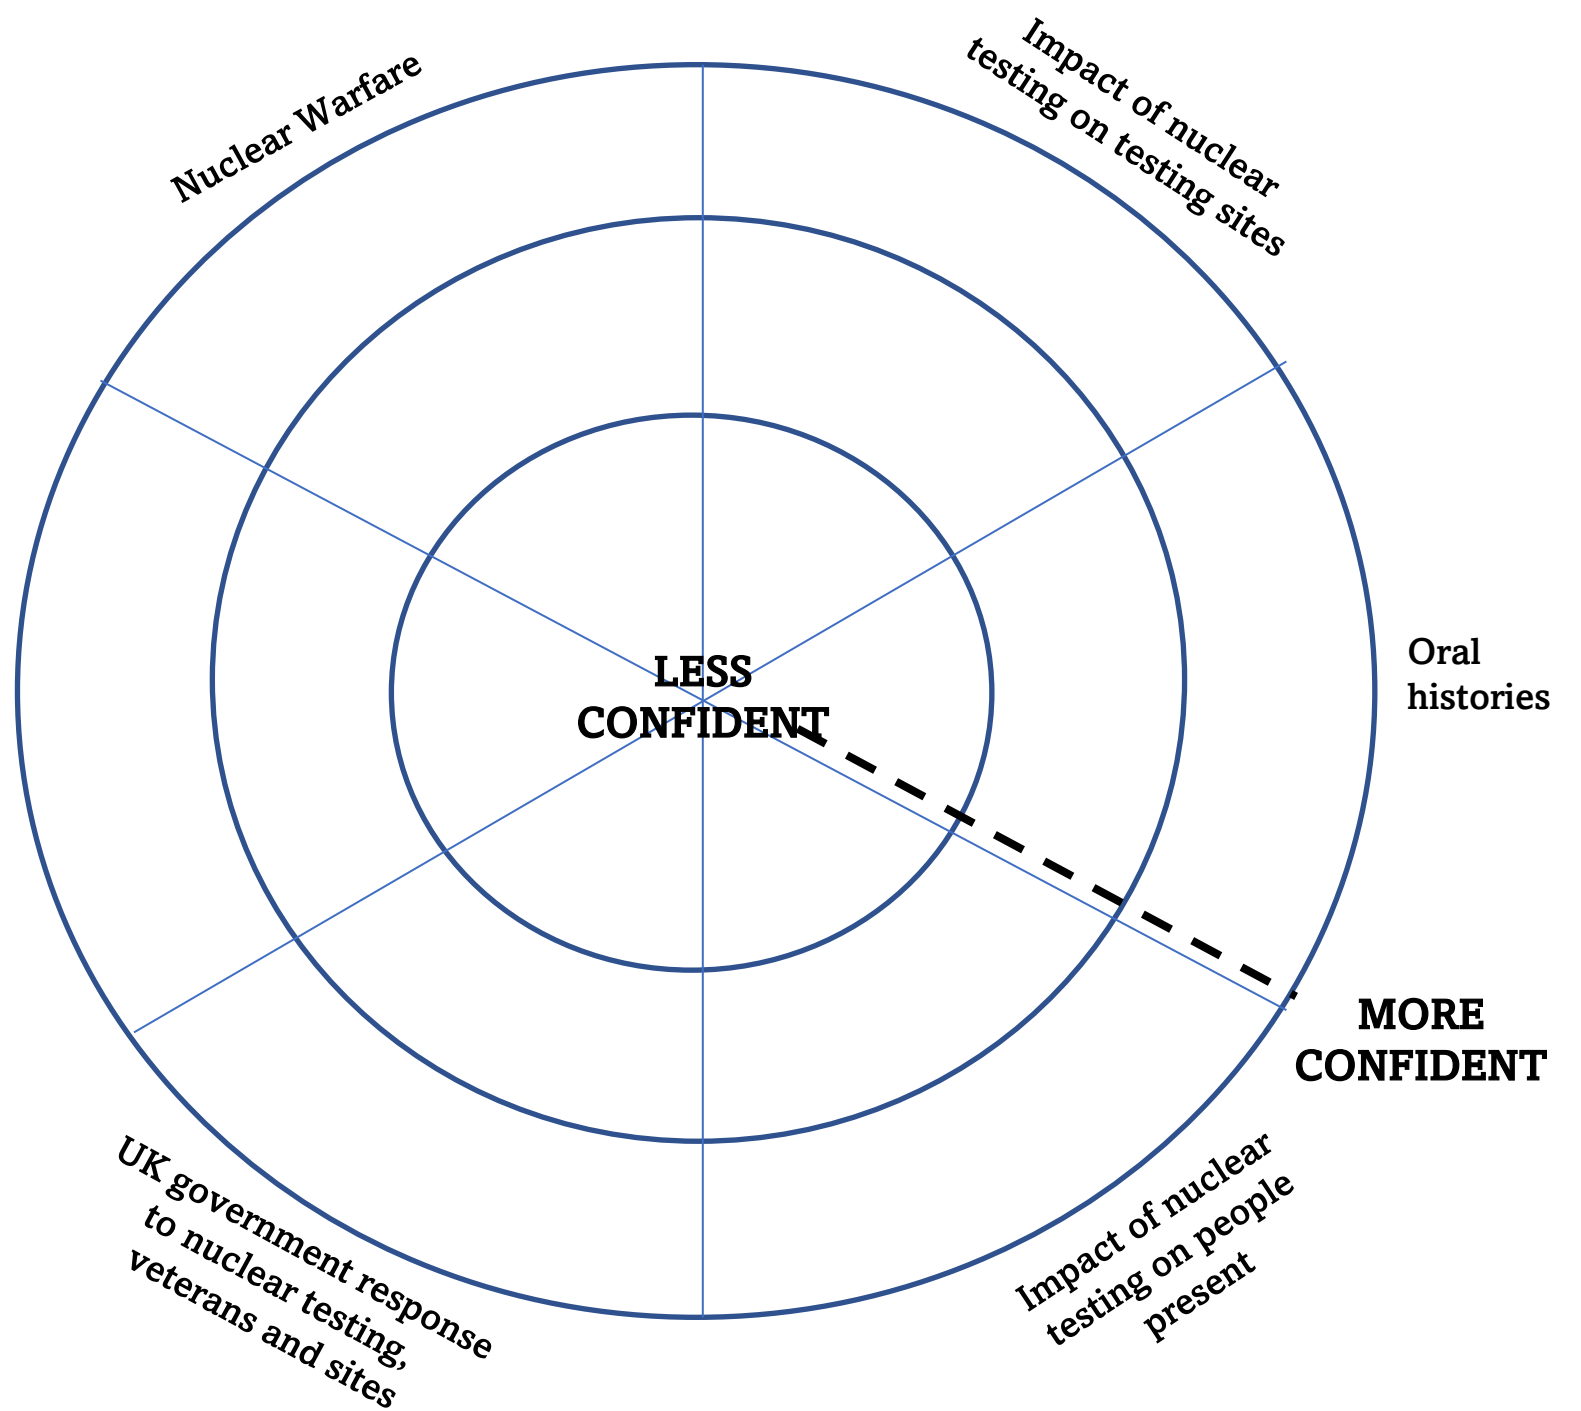 Nuclear Warfare
Impact of nuclear
testing on testing sites
Oral
histories
LESS
CONFIDENT
MORE
CONFIDENT
Impact of nuclear
testing on people
present
UK government response
to nuclear testing,
veterans and sites